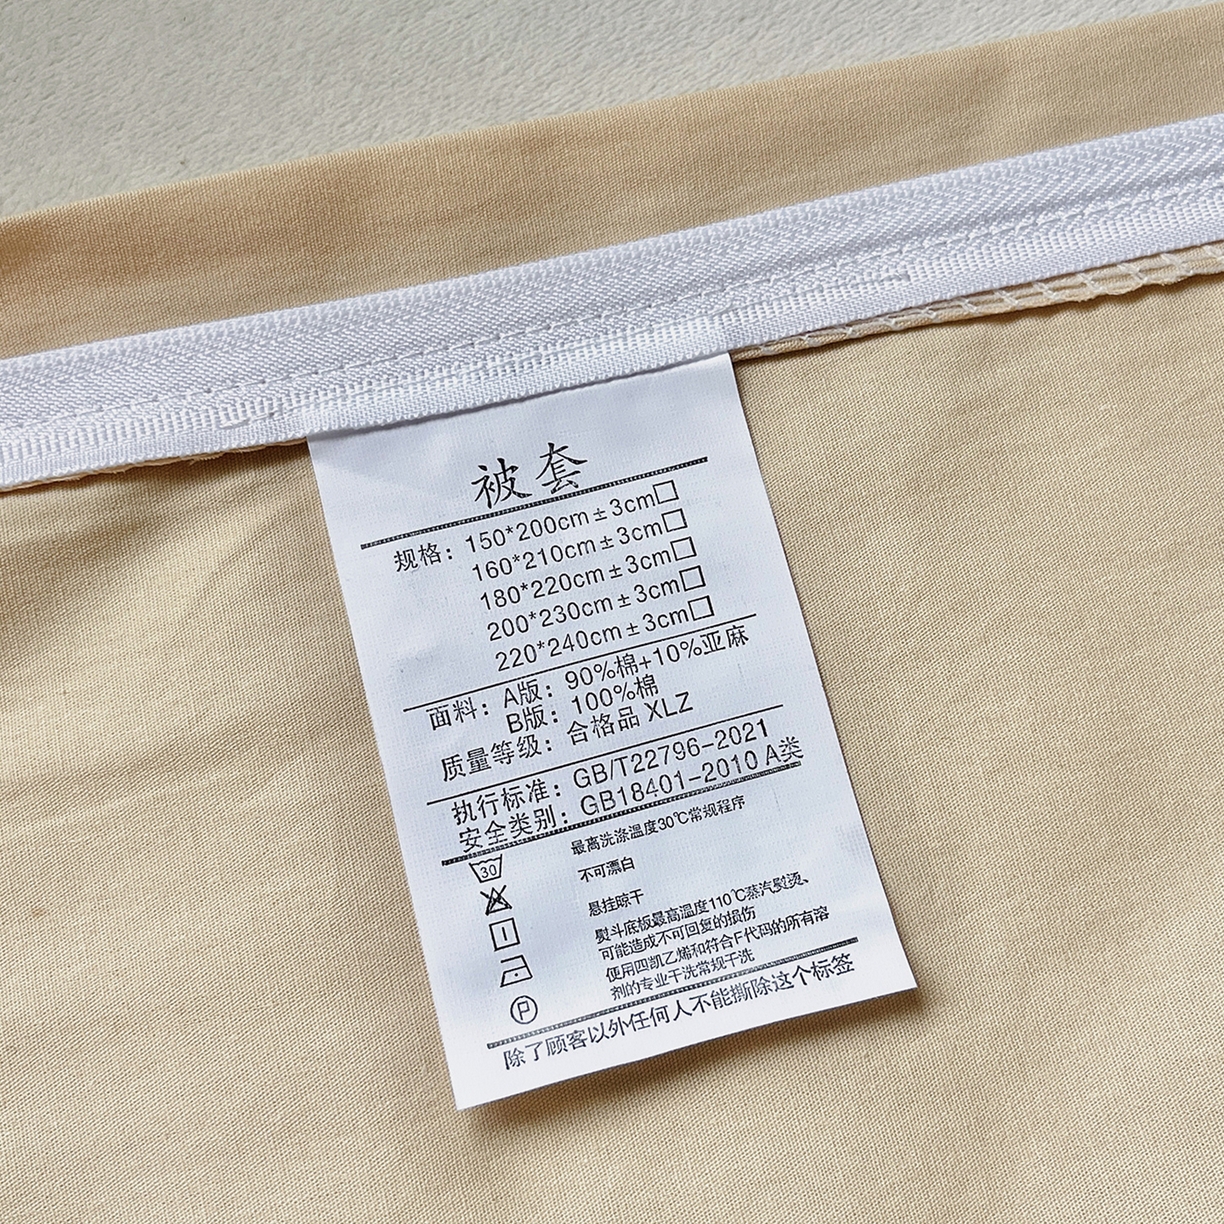 被套
规格：150*200cm±3cm□
160*210cm±3cm□
180*220cm±3cm□
200*230cm±3cm□
220*240cm±3cm□
面料：A版：90%棉+10%亚麻
B版：100%棉
质量等级：合格品 XLZ
执行标准：GB/T22796-2021
安全类别：GB18401-2010 A类
30 最高洗涤温度30℃常规程序
不可漂白
悬挂晾干
熨斗底板最高温度110℃蒸汽熨烫、
可能造成不可回复的损伤
使用四凯乙烯和符合F代码的所有溶
P 剂的专业干洗常规干洗
除了顾客以外任何人不能撕除这个标签